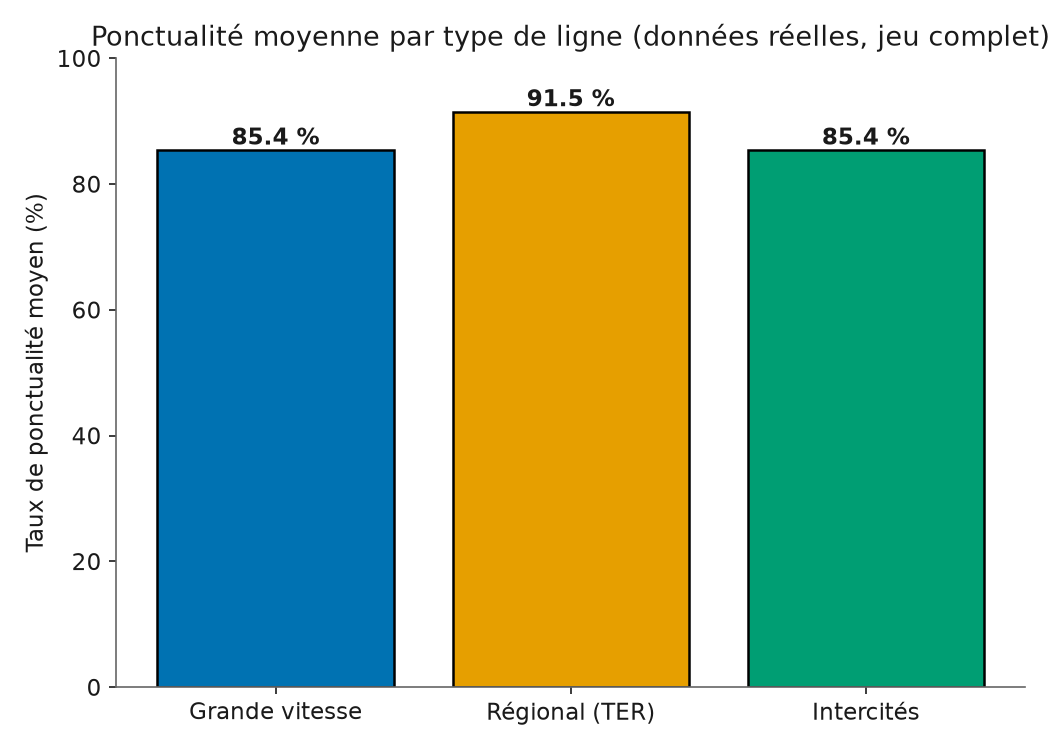 Ponctualité moyenne par type de ligne (données réelles, jeu complet)
Taux de ponctualité moyen (%)
100
80
60
40
20
0
85.4 %
91.5 %
85.4 %
Grande vitesse
Régional (TER)
Intercités